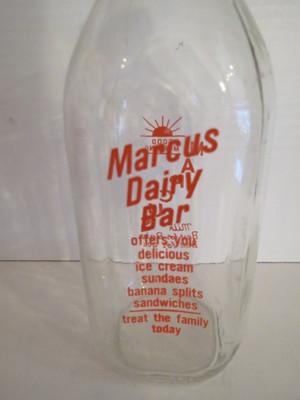 Marcus
Dairy
Bar
offers you
delicious
ice cream
sundaes
banana splits
sandwiches
treat the family
today